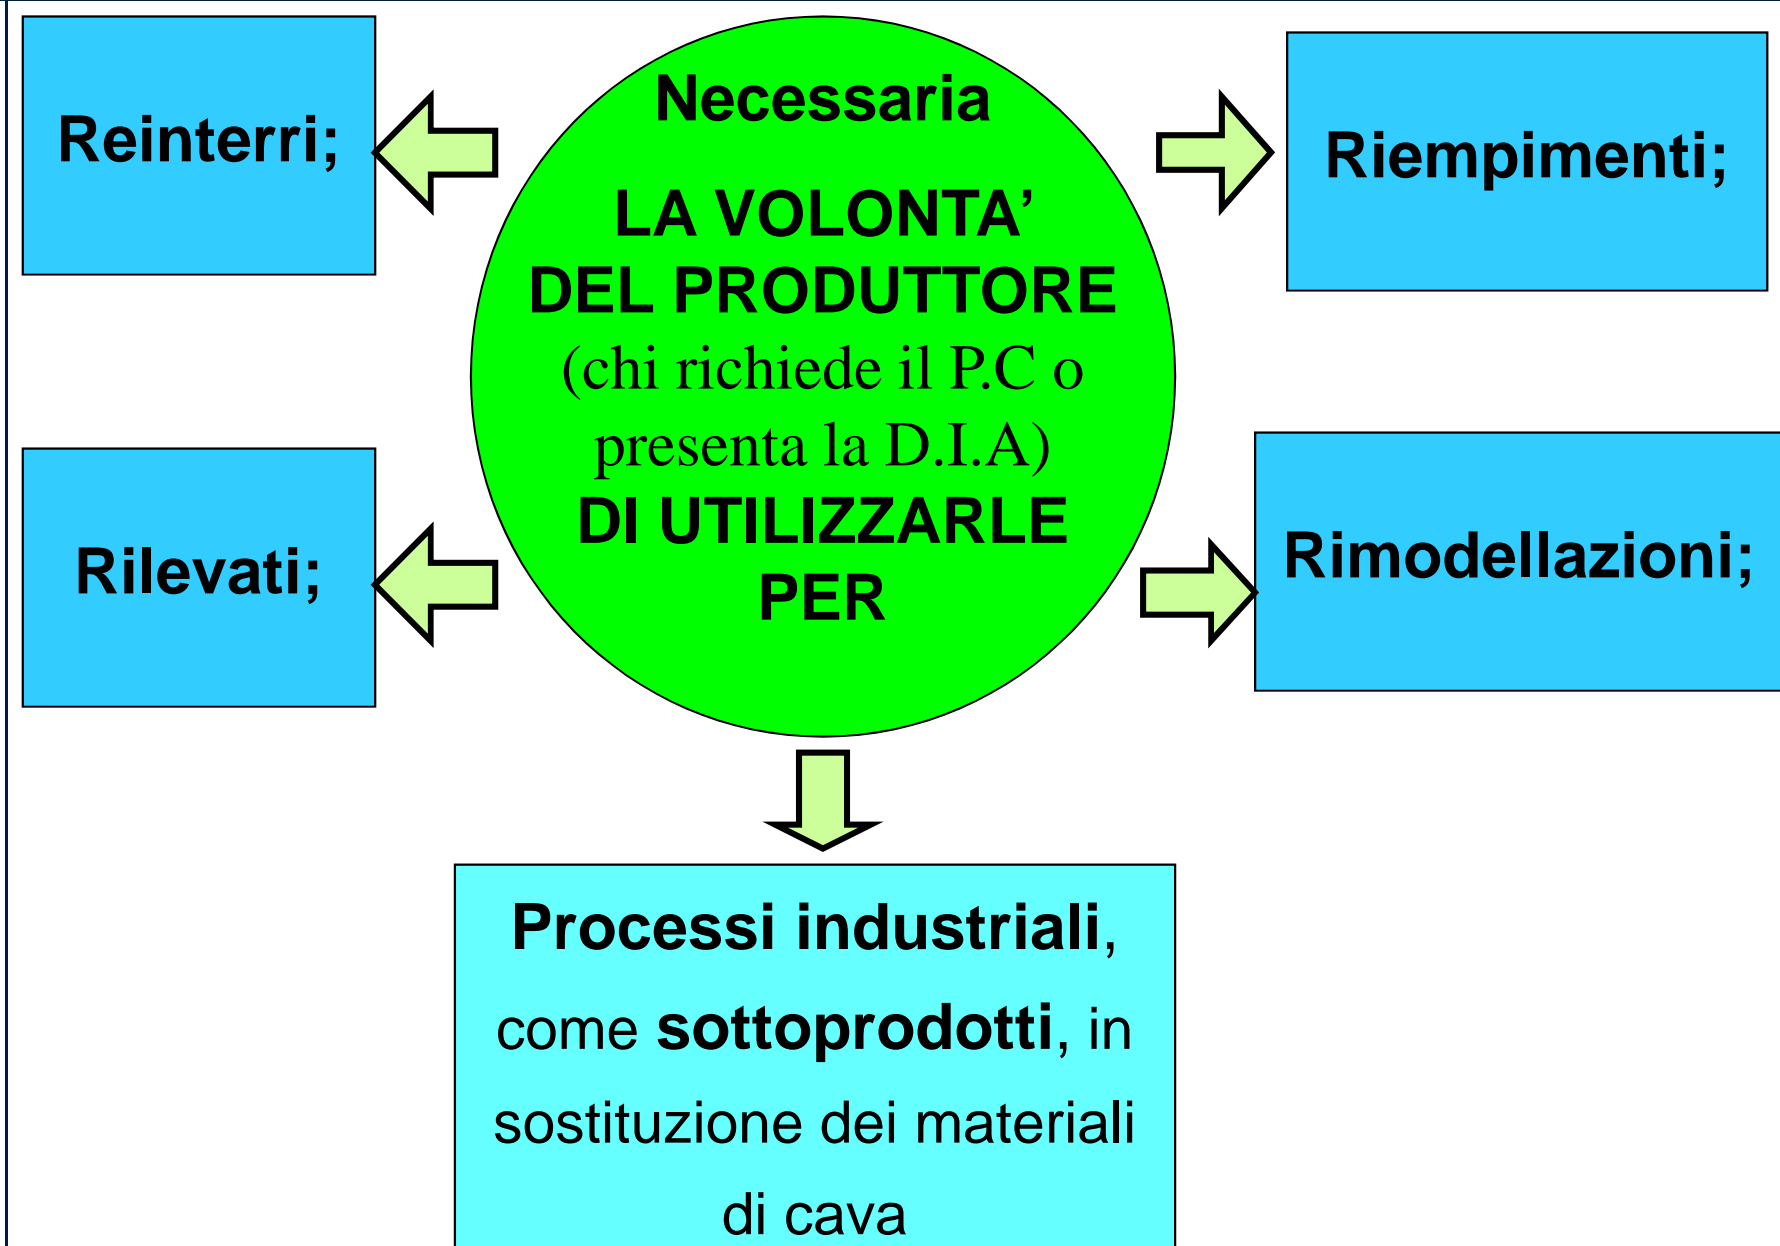 Necessaria
LA VOLONTA’
DEL PRODUTTORE
(chi richiede il P.C o
presenta la D.I.A)
DI UTILIZZARLE
PER
Reinterri;
Riempimenti;
Rilevati;
Rimodellazioni;
Processi industriali,
come sottoprodotti, in
sostituzione dei materiali
di cava